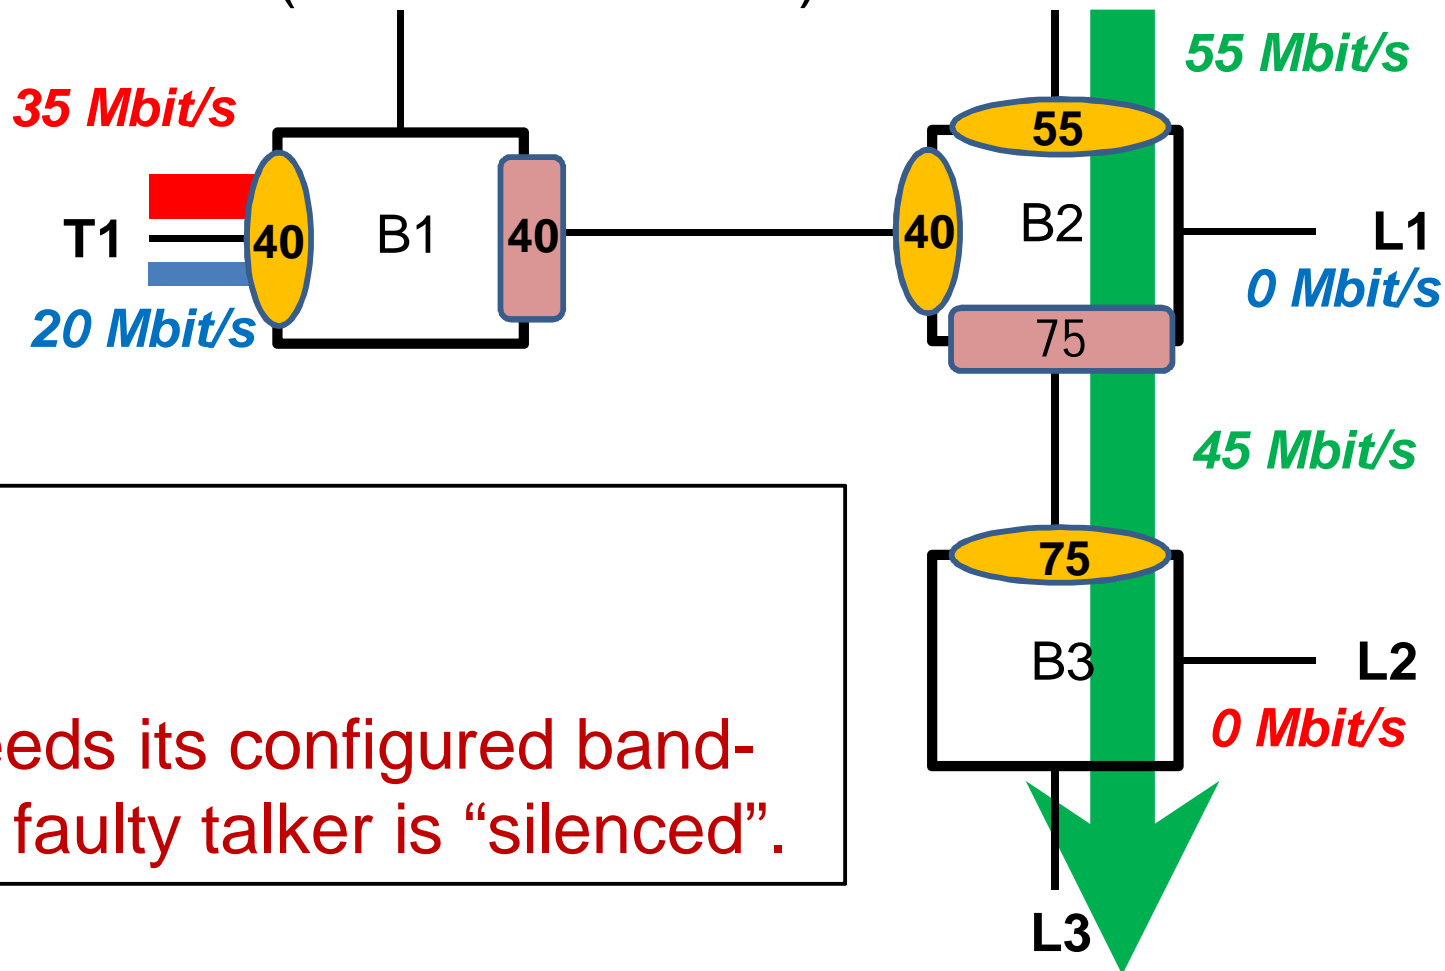 55 Mbit/s
35 Mbit/s
55
T1
40
B1
40
40
B2
L1
20 Mbit/s
0 Mbit/s
75
45 Mbit/s
75
B3
L2
0 Mbit/s
eeds its configured band-
faulty talker is “silenced”.
L3